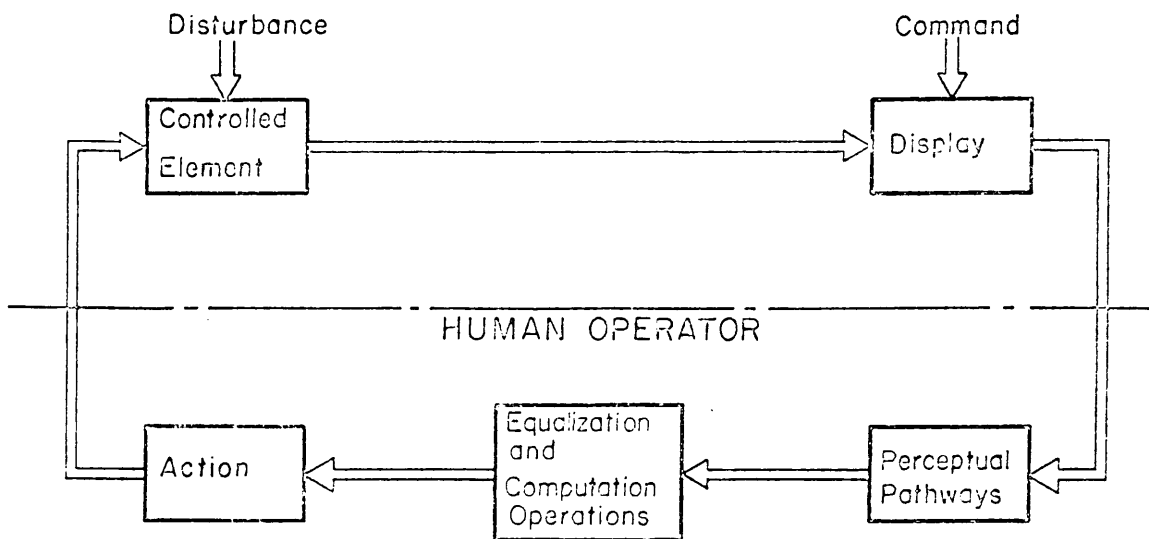 Disturbance
Command
Controlled
Element
Display
HUMAN OPERATOR
Action
Equalization
and
Computation
Operations
Perceptual
Pathways